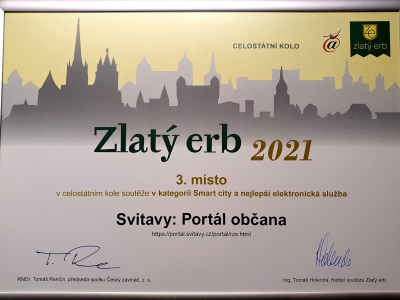 CELOSTÁTNÍ KOLO
zlatý erb
Zlatý erb 2021
3. místo
v celostátním kole soutěže v kategorii Smart city a nejlepší elektronická služba
Svitavy: Portál občana
https://portal.svitavy.cz/portal/rzs.html
RNDr. Tomáš Renčín, předseda spolku Český zavináč, z. s.
Ing. Tomáš Holenda, ředitel soutěže Zlatý erb